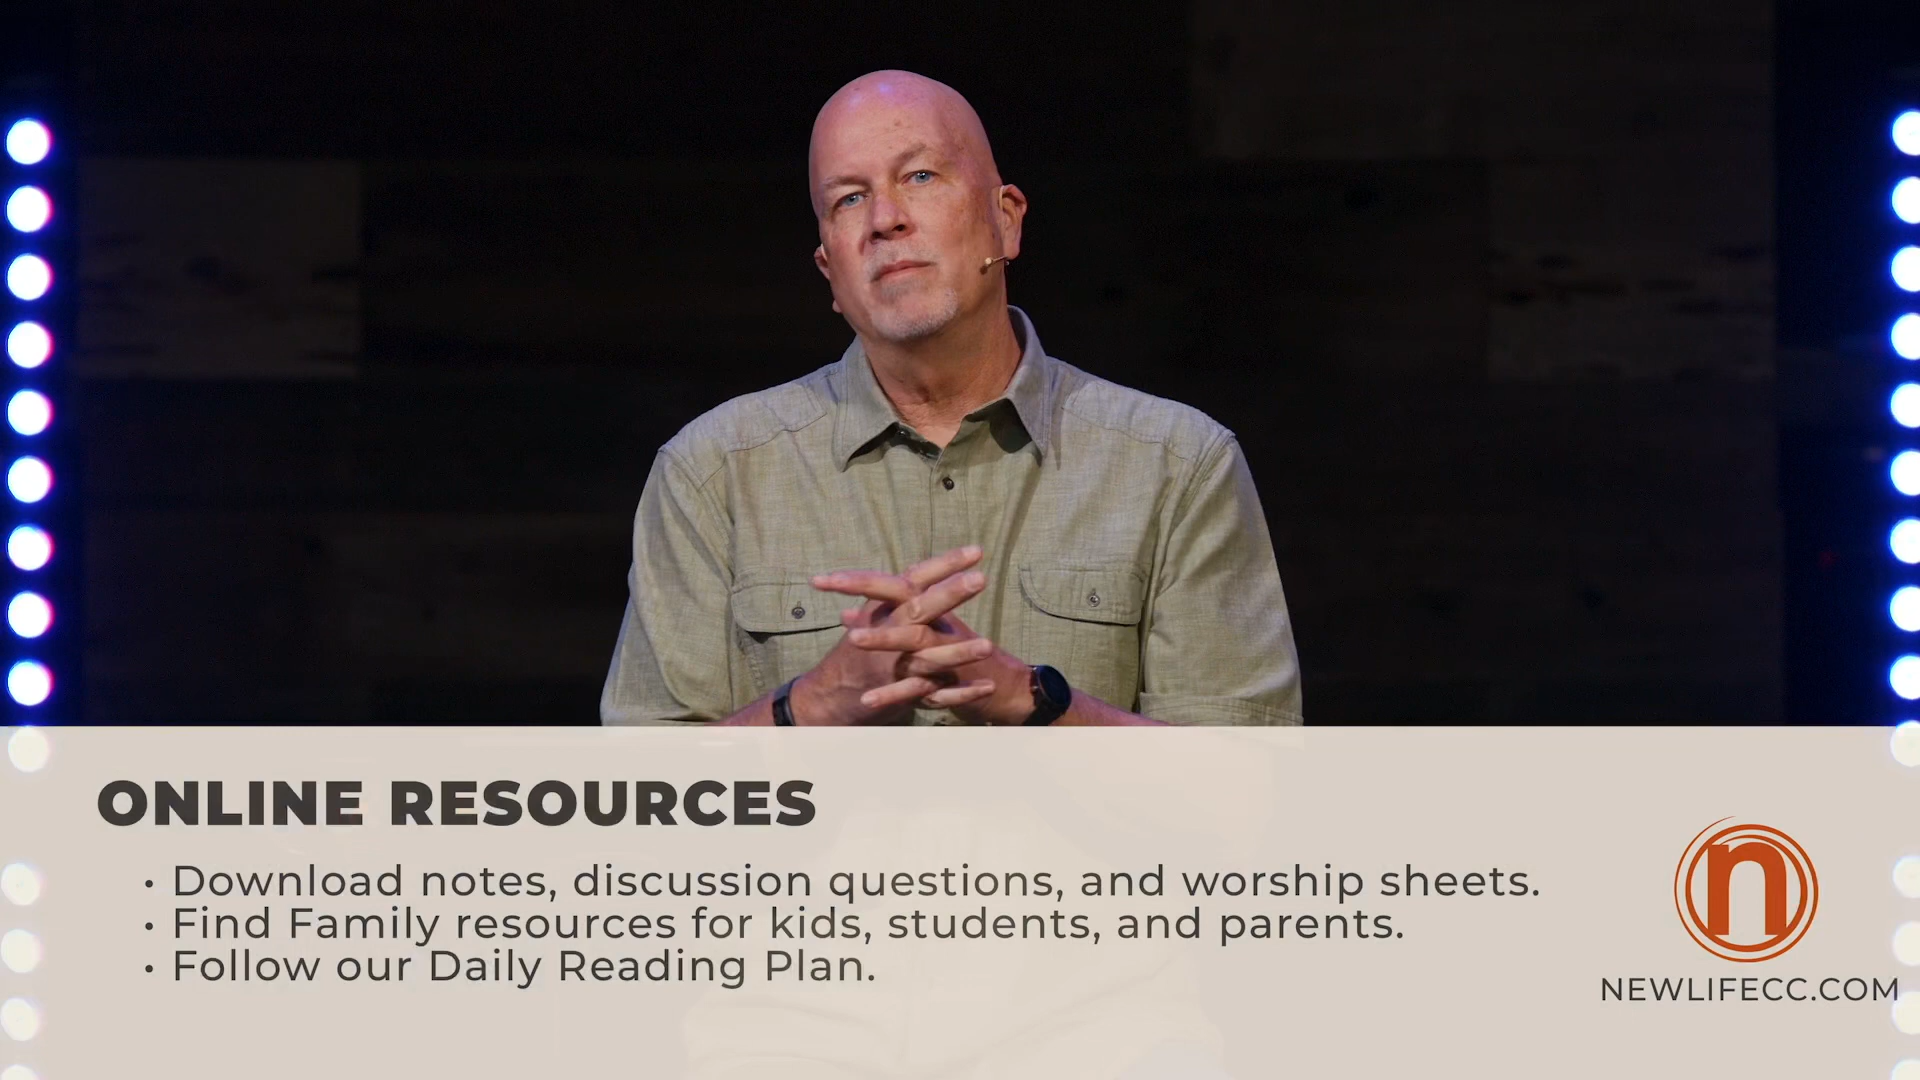 ONLINE RESOURCES
• Download notes, discussion questions, and worship sheets.
• Find Family resources for kids, students, and parents.
• Follow our Daily Reading Plan.
n
NEWLIFECC.COM